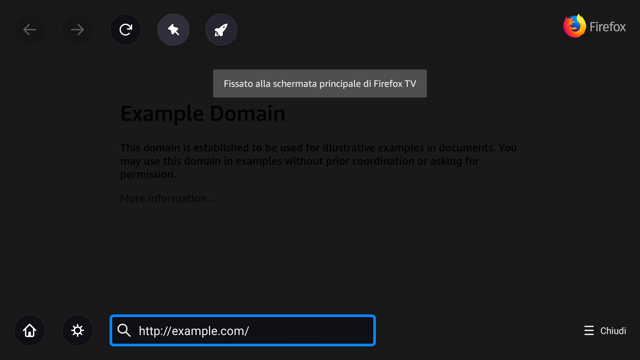 Firefox
Fissato alla schermata principale di Firefox TV
Example Domain
This domain is established to be used for illustrative examples in documents. You
may use this domain in examples without prior coordination or asking for
permission.
More information...
http://example.com/
Chiudi